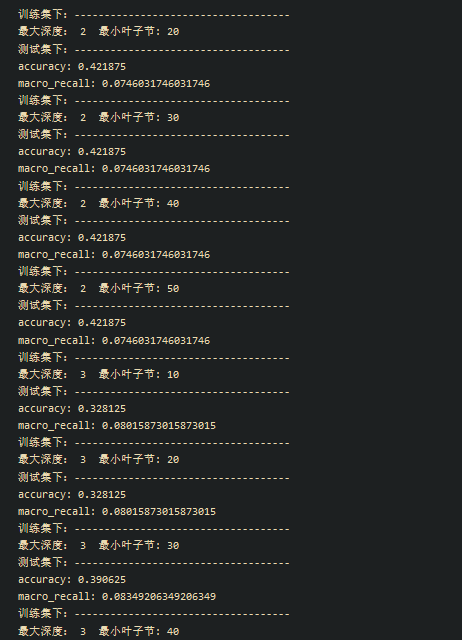 训练集下：------------------------------------
最大深度： 2  最小叶子节: 20
测试集下：------------------------------------
accuracy: 0.421875
macro_recall: 0.0746031746031746
训练集下：------------------------------------
最大深度： 2  最小叶子节: 30
测试集下：------------------------------------
accuracy: 0.421875
macro_recall: 0.0746031746031746
训练集下：------------------------------------
最大深度： 2  最小叶子节: 40
测试集下：------------------------------------
accuracy: 0.421875
macro_recall: 0.0746031746031746
训练集下：------------------------------------
最大深度： 2  最小叶子节: 50
测试集下：------------------------------------
accuracy: 0.421875
macro_recall: 0.0746031746031746
训练集下：------------------------------------
最大深度： 3  最小叶子节: 10
测试集下：------------------------------------
accuracy: 0.328125
macro_recall: 0.08015873015873015
训练集下：------------------------------------
最大深度： 3  最小叶子节: 20
测试集下：------------------------------------
accuracy: 0.328125
macro_recall: 0.08015873015873015
训练集下：------------------------------------
最大深度： 3  最小叶子节: 30
测试集下：------------------------------------
accuracy: 0.390625
macro_recall: 0.08349206349206349
训练集下：------------------------------------
最大深度： 3  最小叶子节: 40